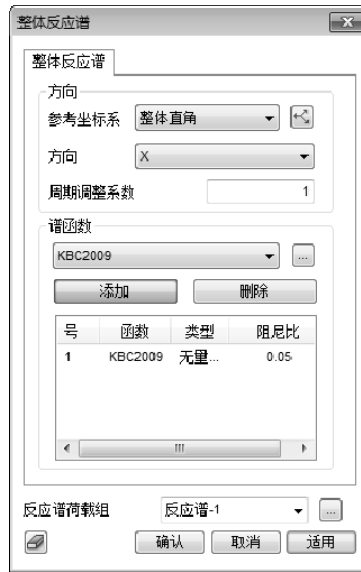 整体反应谱
整体反应谱
方向
参考坐标系 整体直角
方向 X
周期调整系数 1
谱函数
KBC2009 ...
添加 删除
号 函数 类型 阻尼比
1 KBC2009 无量... 0.05
反应谱荷载组 反应谱-1 ...
确认 取消 适用